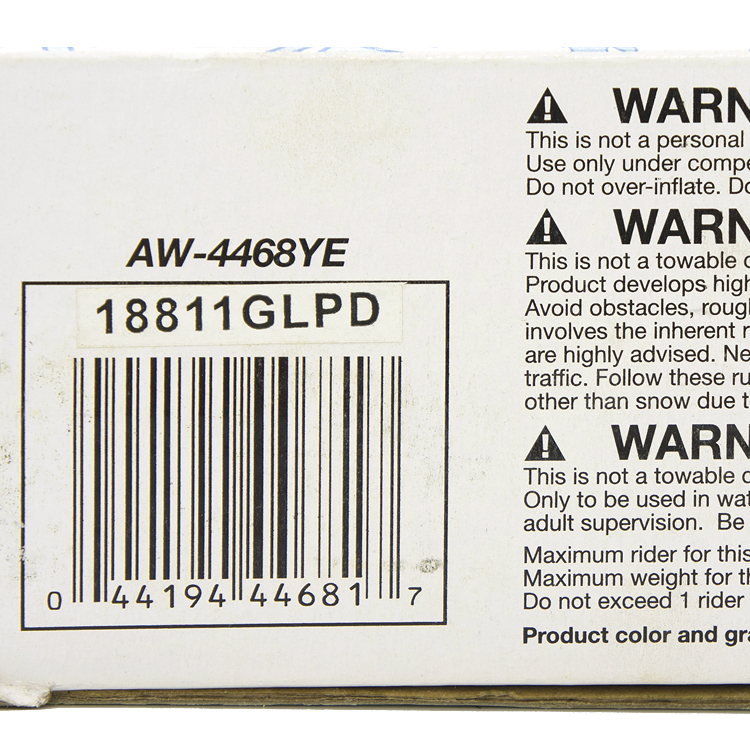 AW-4468YE
18811GLPD
0 44194 44681 7
WARN
This is not a personal
Use only under compe
Do not over-inflate. Do
WARN
This is not a towable
Product develops high
Avoid obstacles, roug
involves the inherent
are highly advised. Ne
traffic. Follow these ru
other than snow due t
WARN
This is not a towable
Only to be used in wat
adult supervision. Be
Maximum rider for this
Maximum weight for th
Do not exceed 1 rider
Product color and gra